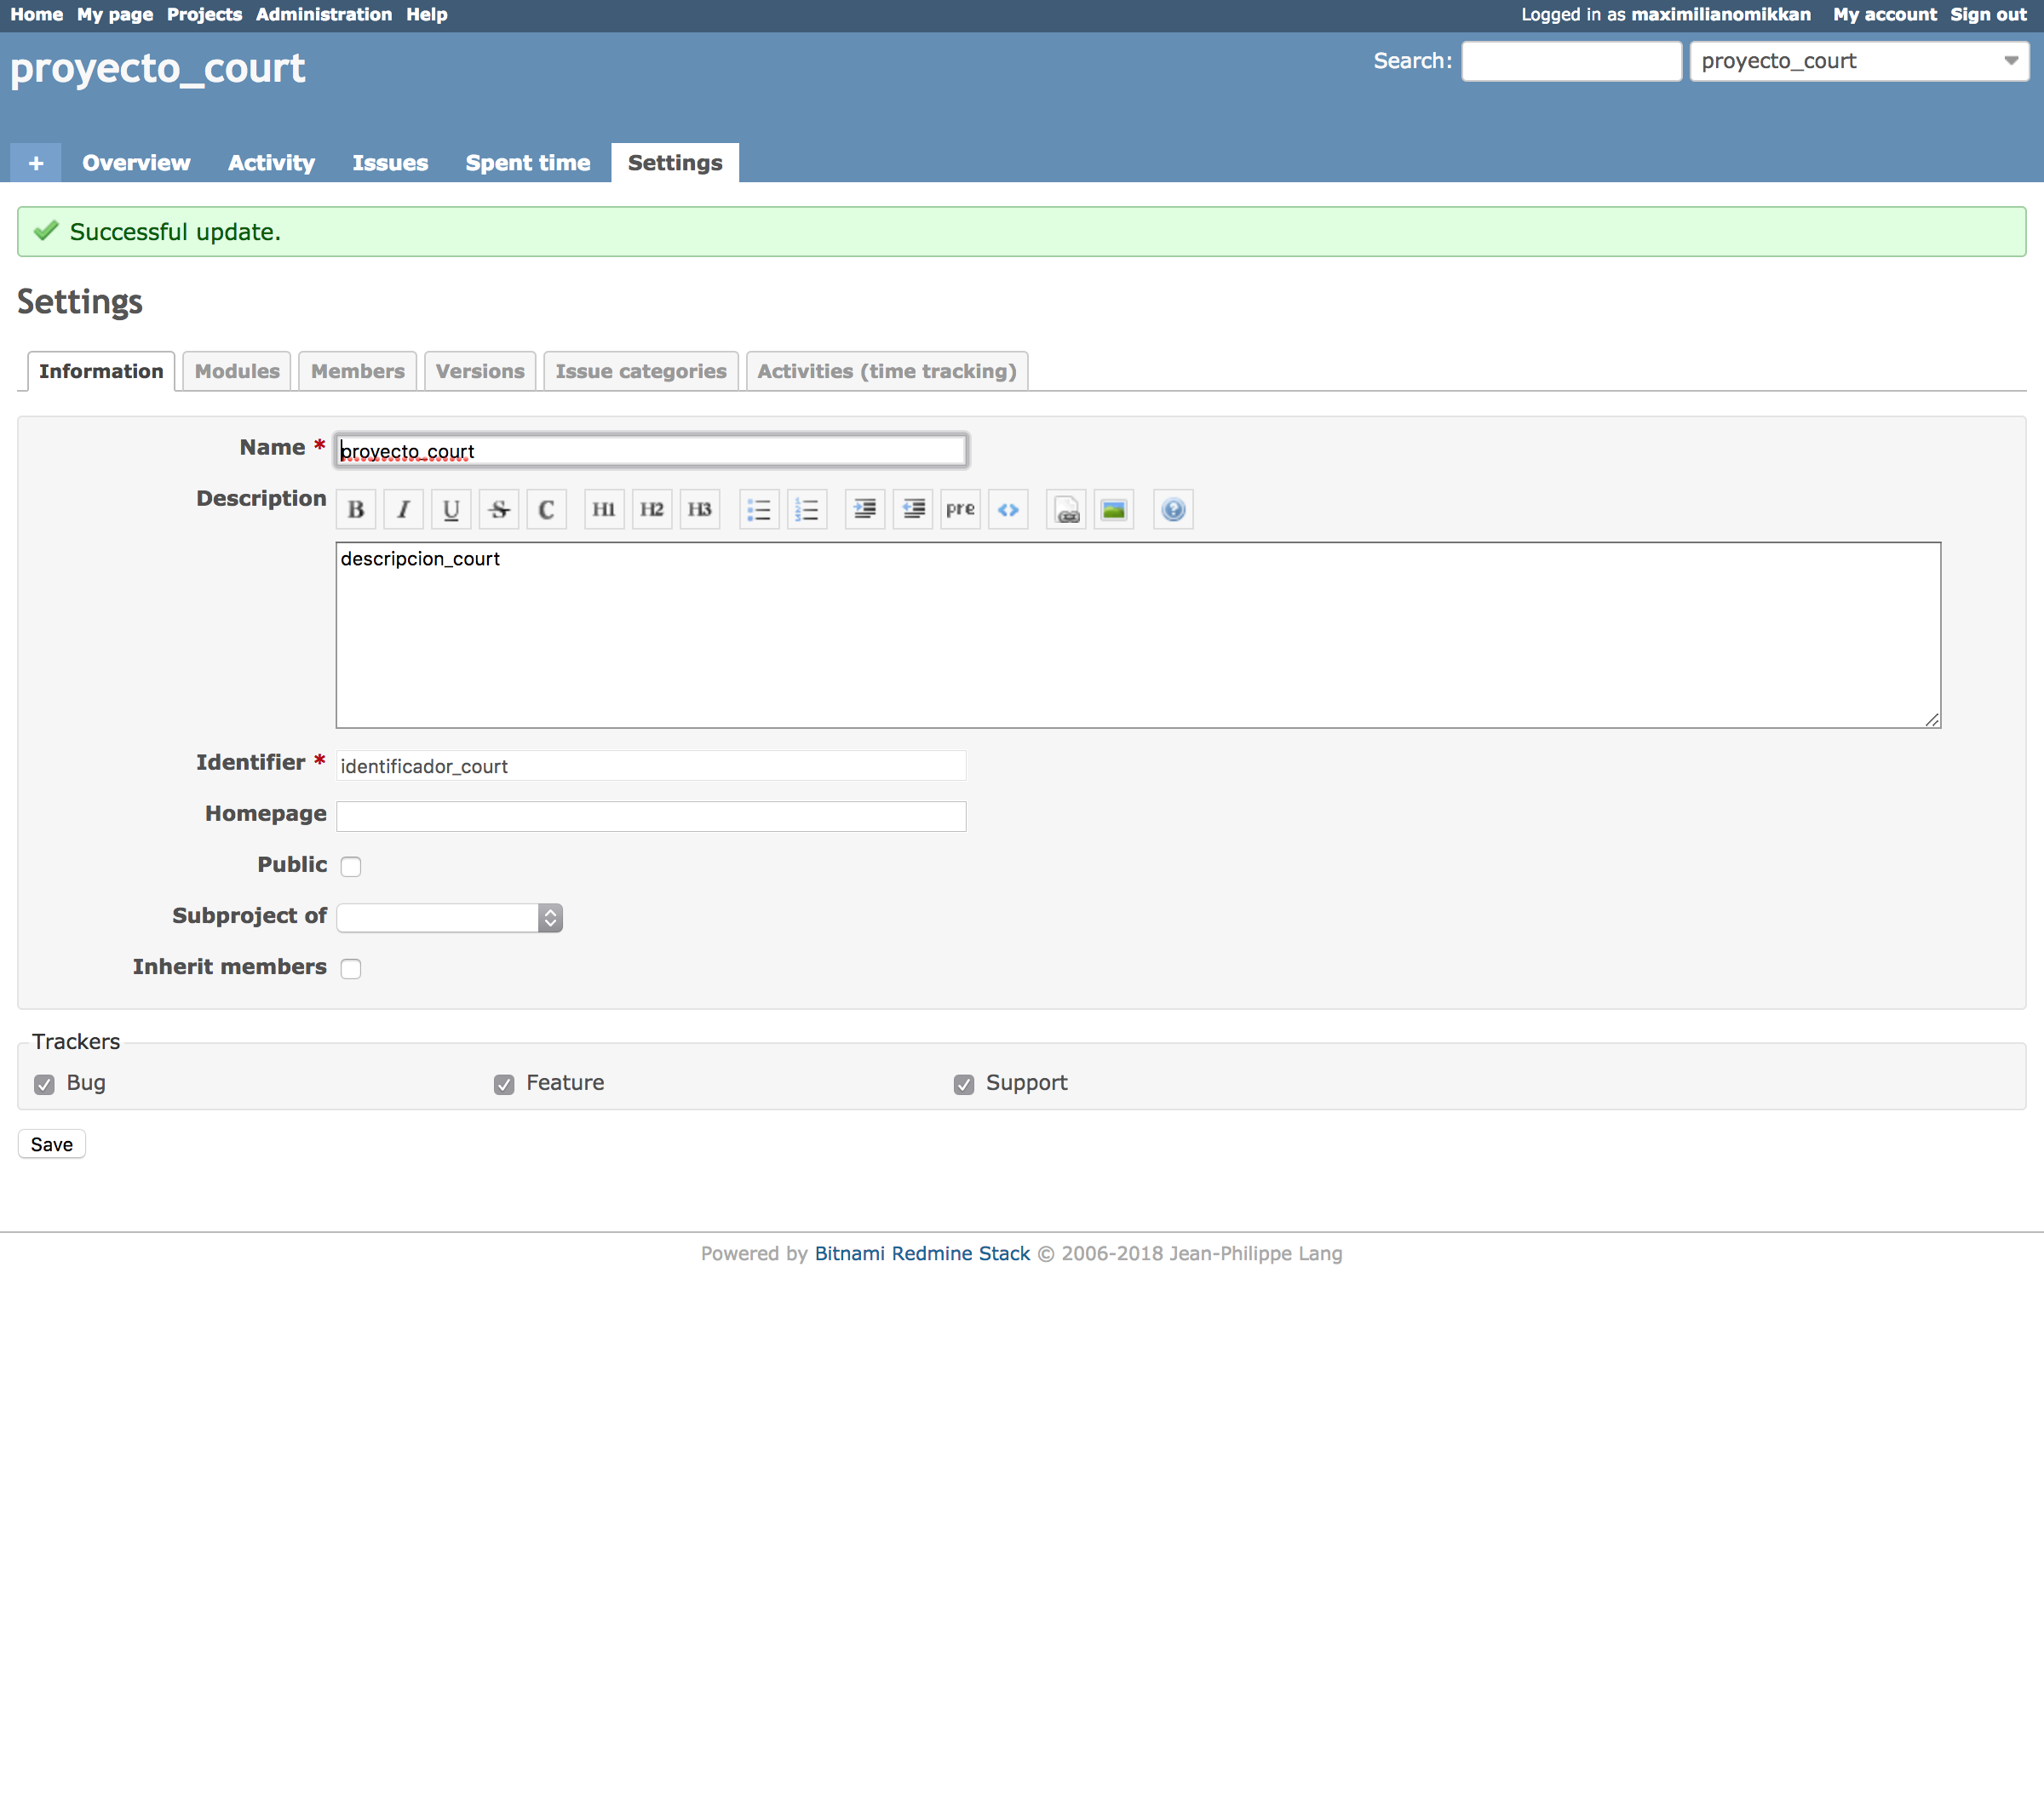 Home My page Projects Administration Help
Logged in as maximilianomikkan My account Sign out
proyecto_court
Search: proyecto_court
+ Overview Activity Issues Spent time Settings
Successful update.
Settings
Information Modules Members Versions Issue categories Activities (time tracking)
Name * proyecto_court
Description B I U S C H1 H2 H3 pre <> ?
descripcion_court
Identifier * identificador_court
Homepage
Public
Subproject of
Inherit members
Trackers
Bug Feature Support
Save
Powered by Bitnami Redmine Stack © 2006-2018 Jean-Philippe Lang